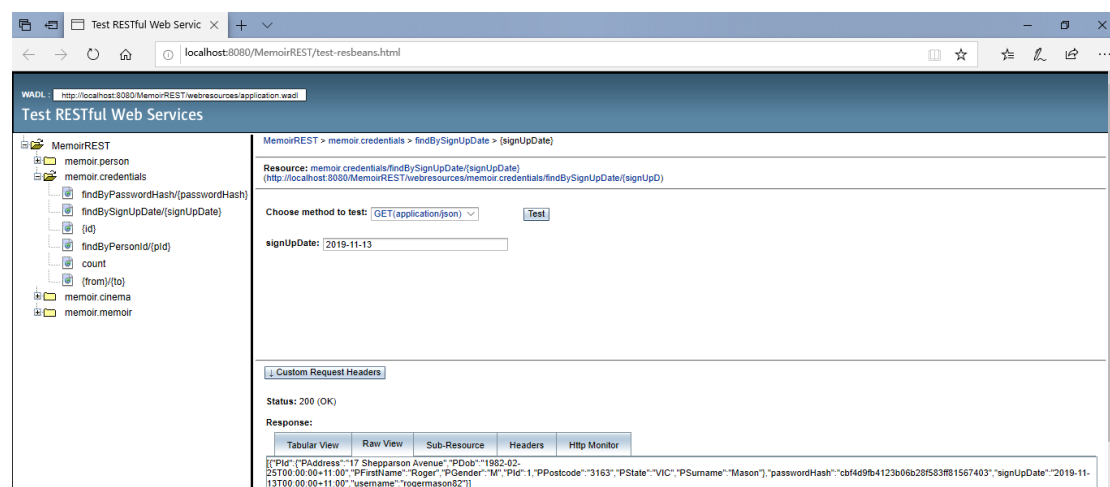 Test RESTful Web Servic
localhost:8080/MemoirREST/test-resbeans.html
WADL : http://localhost:8080/MemoirREST/webresources/application.wadl
Test RESTful Web Services
MemoirREST
memoir.person
memoir.credentials
findByPasswordHash/{passwordHash}
findBySignUpDate/{signUpDate}
{id}
findByPersonId/{pId}
count
{from}/{to}
memoir.cinema
memoir.memoir
MemoirREST > memoir.credentials > findBySignUpDate > {signUpDate}
Resource: memoir.credentials/findBySignUpDate/{signUpDate}
(http://localhost:8080/MemoirREST/webresources/memoir.credentials/findBySignUpDate/{signUpD)
Choose method to test: GET(application/json) Test
signUpDate: 2019-11-13
↓ Custom Request Headers
Status: 200 (OK)
Response:
Tabular View Raw View Sub-Resource Headers Http Monitor
[{"PId":{"PAddress":"17 Shepparson Avenue","PDob":"1982-02-
25T00:00:00+11:00","PFirstName":"Roger","PGender":"M","PId":1,"PPostcode":"3163","PState":"VIC","PSurname":"Mason"},"passwordHash":"cbf4d9fb4123b06b28f583ff81567403","signUpDate":"2019-11-
13T00:00:00+11:00","username":"rogermason82"}]